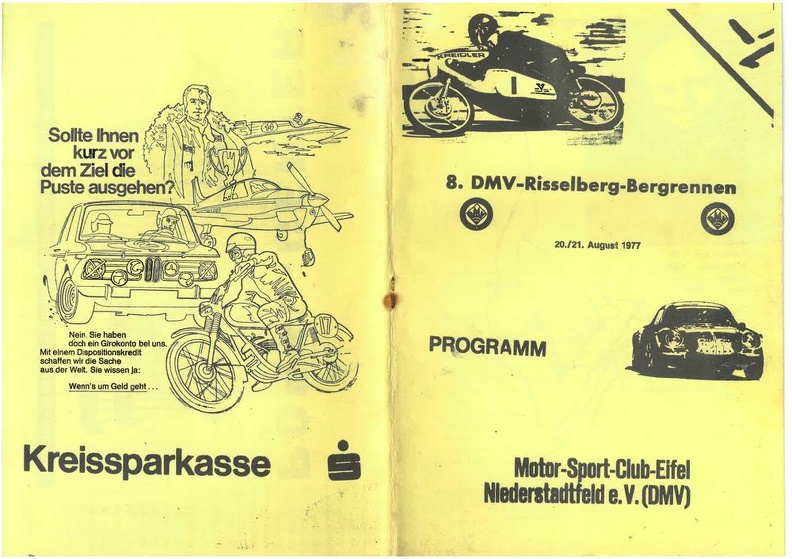 Sollte Ihnen
kurz vor
dem Ziel die
Puste ausgehen?
Nein. Sie haben
doch ein Girokonto bei uns.
Mit einem Dispositionskredit
schaffen wir die Sache
aus der Welt. Sie wissen ja:
Wenn's um Geld geht...
Kreissparkasse
KREIDLER
1
8. DMV-Risselberg-Bergrennen
20./21. August 1977
PROGRAMM
Motor-Sport-Club-Eifel
Niederstadtfeld e.V. (DMV)